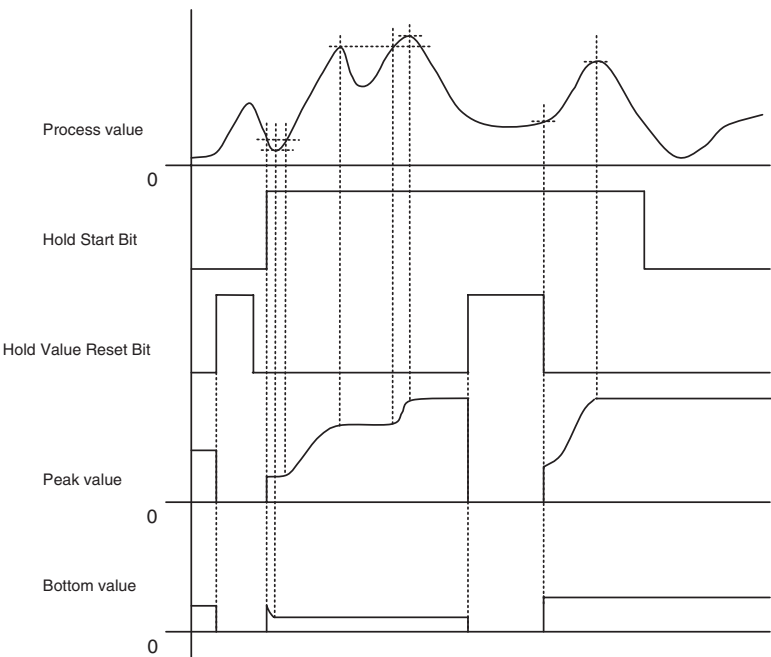 Process value
0
Hold Start Bit
Hold Value Reset Bit
Peak value
0
Bottom value
0